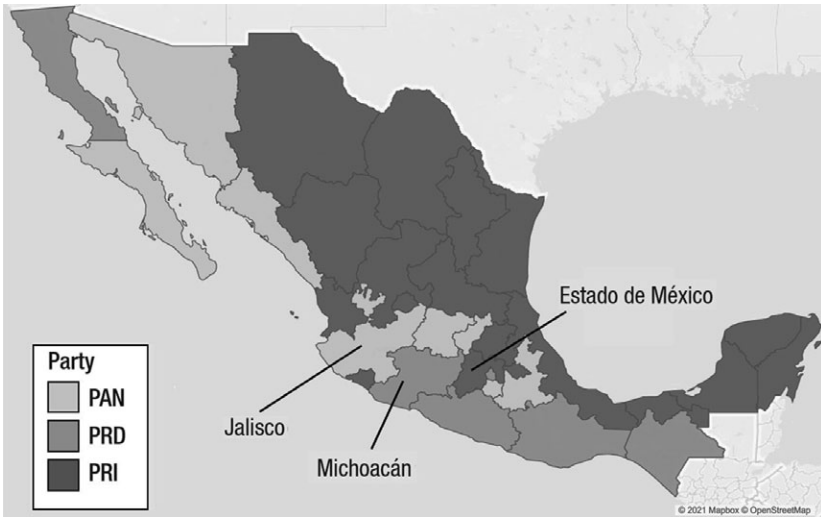 Estado de México
Party
PAN
PRD
PRI
Jalisco
Michoacán
© 2021 Mapbox © OpenStreetMap